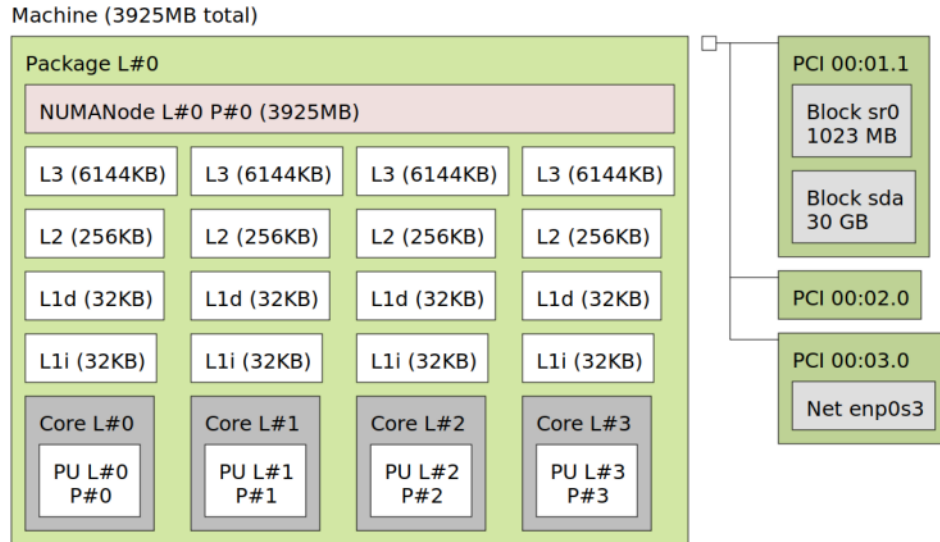 Machine (3925MB total)
Package L#0
NUMANode L#0 P#0 (3925MB)
L3 (6144KB) L3 (6144KB) L3 (6144KB) L3 (6144KB)
L2 (256KB) L2 (256KB) L2 (256KB) L2 (256KB)
L1d (32KB) L1d (32KB) L1d (32KB) L1d (32KB)
L1i (32KB) L1i (32KB) L1i (32KB) L1i (32KB)
Core L#0 Core L#1 Core L#2 Core L#3
PU L#0 PU L#1 PU L#2 PU L#3
P#0 P#1 P#2 P#3
PCI 00:01.1
Block sr0
1023 MB
Block sda
30 GB
PCI 00:02.0
PCI 00:03.0
Net enp0s3